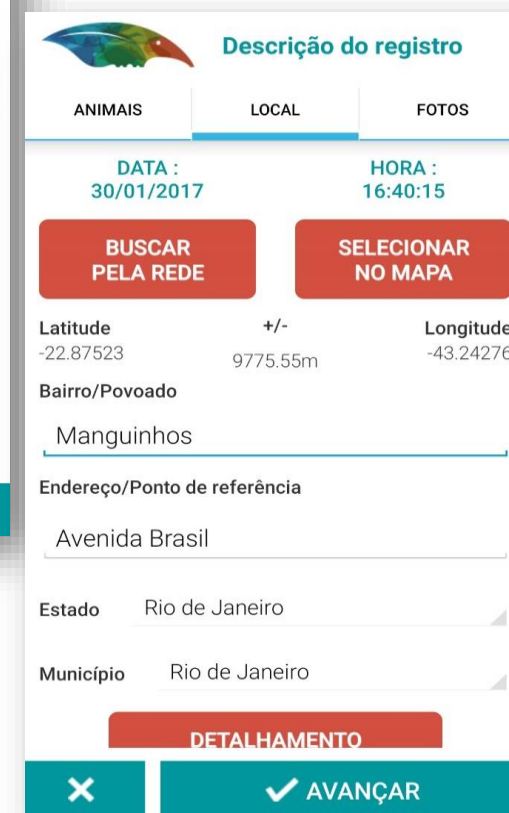 Descrição do registro
ANIMAIS LOCAL FOTOS
DATA : HORA :
30/01/2017 16:40:15
BUSCAR PELA REDE
SELECIONAR NO MAPA
Latitude +/- Longitude
-22.87523 9775.55m -43.24276
Bairro/Povoado
Manguinhos
Endereço/Ponto de referência
Avenida Brasil
Estado Rio de Janeiro
Município Rio de Janeiro
DETALHAMENTO
AVANÇAR